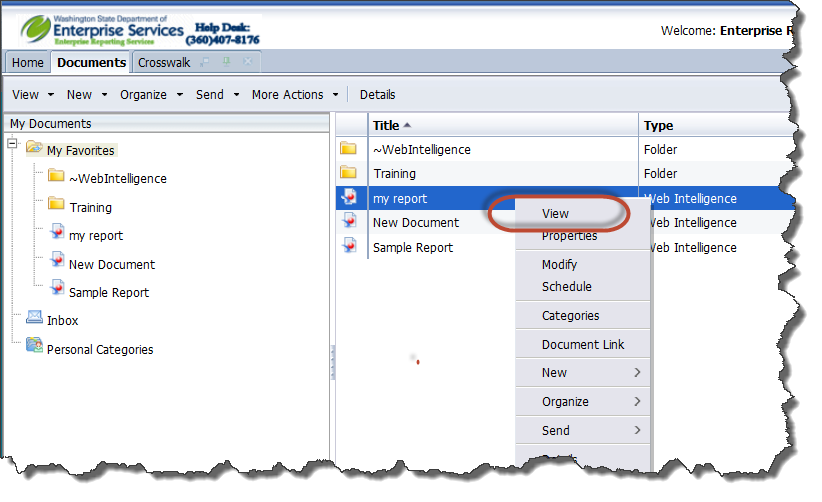 Washington State Department of
Enterprise Services
Enterprise Reporting Services
Help Desk:
(360)407-8176
Welcome: Enterprise R
Home Documents Crosswalk
View New Organize Send More Actions Details
My Documents
My Favorites
~WebIntelligence
Training
my report
New Document
Sample Report
Inbox
Personal Categories
Title Type
~WebIntelligence Folder
Training Folder
my report Web Intelligence
New Document Web Intelligence
Sample Report Web Intelligence
View
Properties
Modify
Schedule
Categories
Document Link
New
Organize
Send